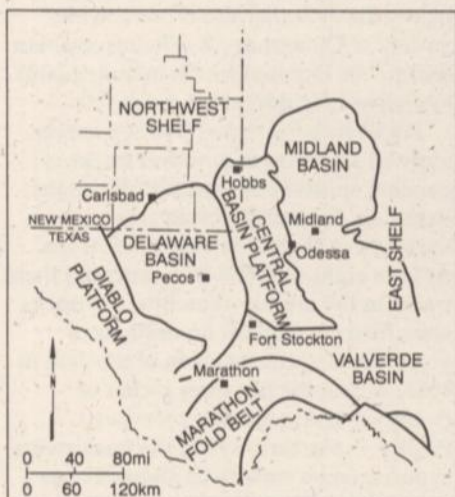 NORTHWEST
SHELF
MIDLAND
BASIN
Hobbs
Carlsbad
NEW MEXICO
TEXAS
Midland
DELAWARE
BASIN
CENTRAL
BASIN PLATFORM
Odessa
EAST SHELF
Pecos
DIABLO
PLATFORM
Fort Stockton
Marathon
VALVERDE
BASIN
MARATHON
FOLD BELT
N
0 40 80mi
0 60 120km